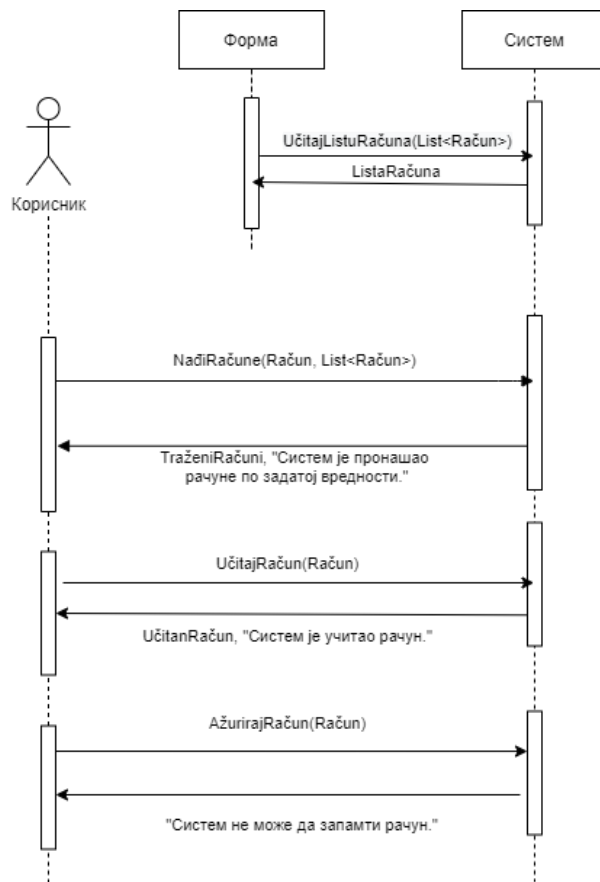 Форма
Систем
UčitajListuRačuna(List<Račun>)
ListaRačuna
Корисник
NađiRačune(Račun, List<Račun>)
TraženiRačuni, "Систем је пронашао
рачуне по задатој вредности."
UčitajRačun(Račun)
UčitanRačun, "Систем је учитао рачун."
AžurirajRačun(Račun)
"Систем не може да запамти рачун."